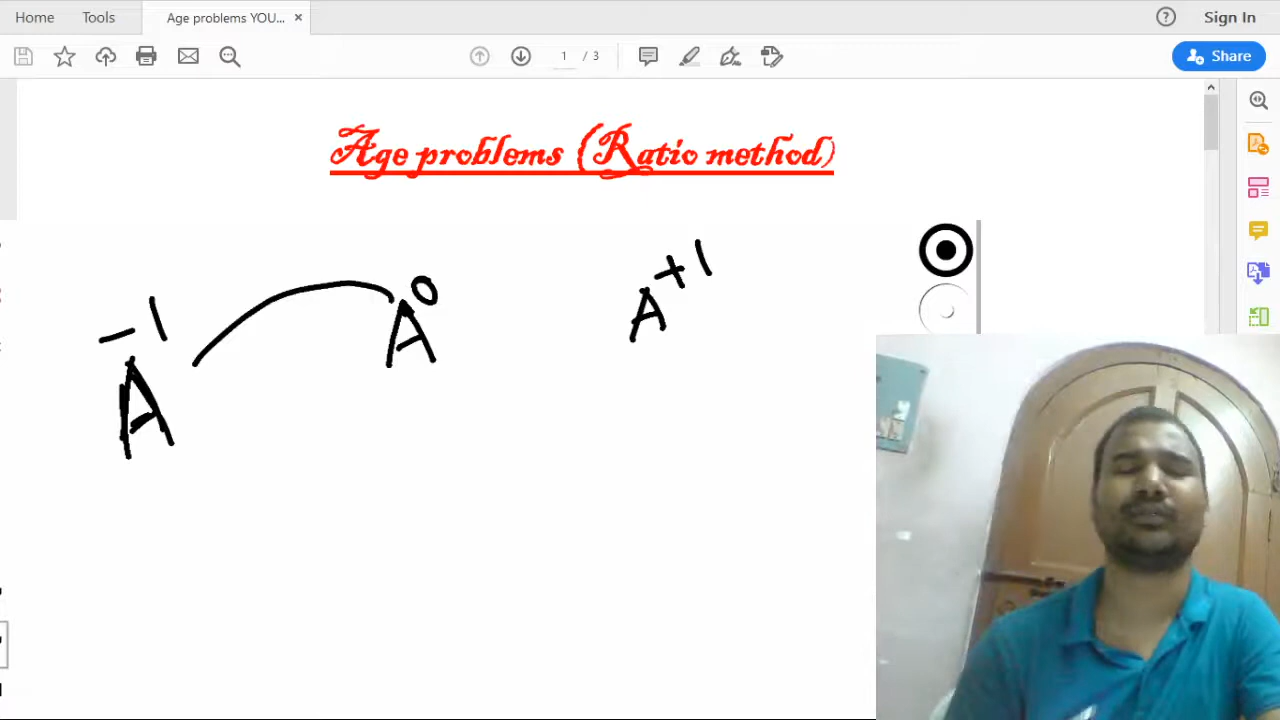 Home Tools Age problems YOU... ×
? Sign In
1 / 3
Share
Age problems (Ratio method)
A⁻¹ A⁰ A⁺¹